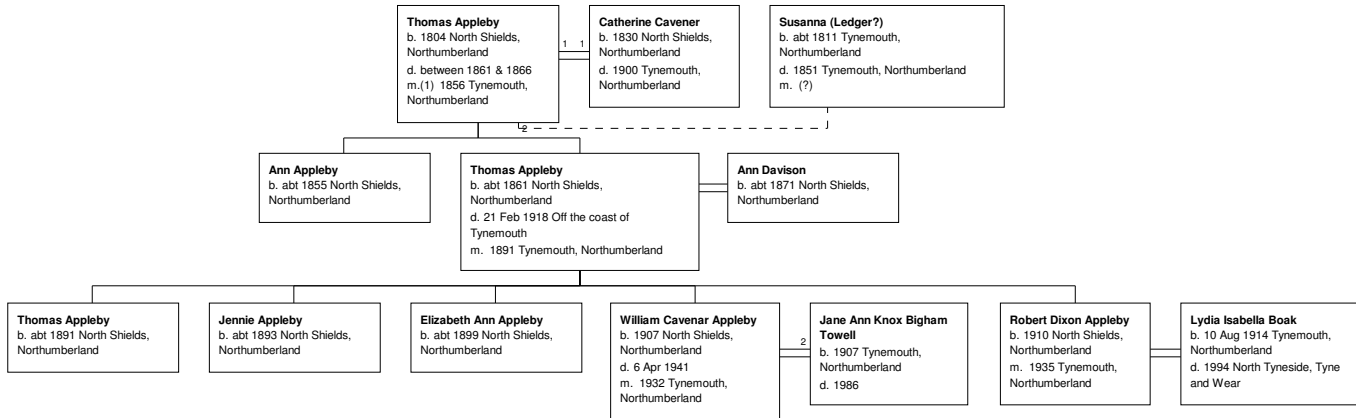 Thomas Appleby
b. 1804 North Shields,
Northumberland
d. between 1861 & 1866
m.(1) 1856 Tynemouth,
Northumberland
1 1
Catherine Cavener
b. 1830 North Shields,
Northumberland
d. 1900 Tynemouth,
Northumberland
Susanna (Ledger?)
b. abt 1811 Tynemouth,
Northumberland
d. 1851 Tynemouth, Northumberland
m. (?)
2
Ann Appleby
b. abt 1855 North Shields,
Northumberland
Thomas Appleby
b. abt 1861 North Shields,
Northumberland
d. 21 Feb 1918 Off the coast of
Tynemouth
m. 1891 Tynemouth, Northumberland
Ann Davison
b. abt 1871 North Shields,
Northumberland
Thomas Appleby
b. abt 1891 North Shields,
Northumberland
Jennie Appleby
b. abt 1893 North Shields,
Northumberland
Elizabeth Ann Appleby
b. abt 1899 North Shields,
Northumberland
William Cavenar Appleby
b. 1907 North Shields,
Northumberland
d. 6 Apr 1941
m. 1932 Tynemouth,
Northumberland
2
Jane Ann Knox Bigham
Towell
b. 1907 Tynemouth,
Northumberland
d. 1986
Robert Dixon Appleby
b. 1910 North Shields,
Northumberland
m. 1935 Tynemouth,
Northumberland
Lydia Isabella Boak
b. 10 Aug 1914 Tynemouth,
Northumberland
d. 1994 North Tyneside, Tyne
and Wear